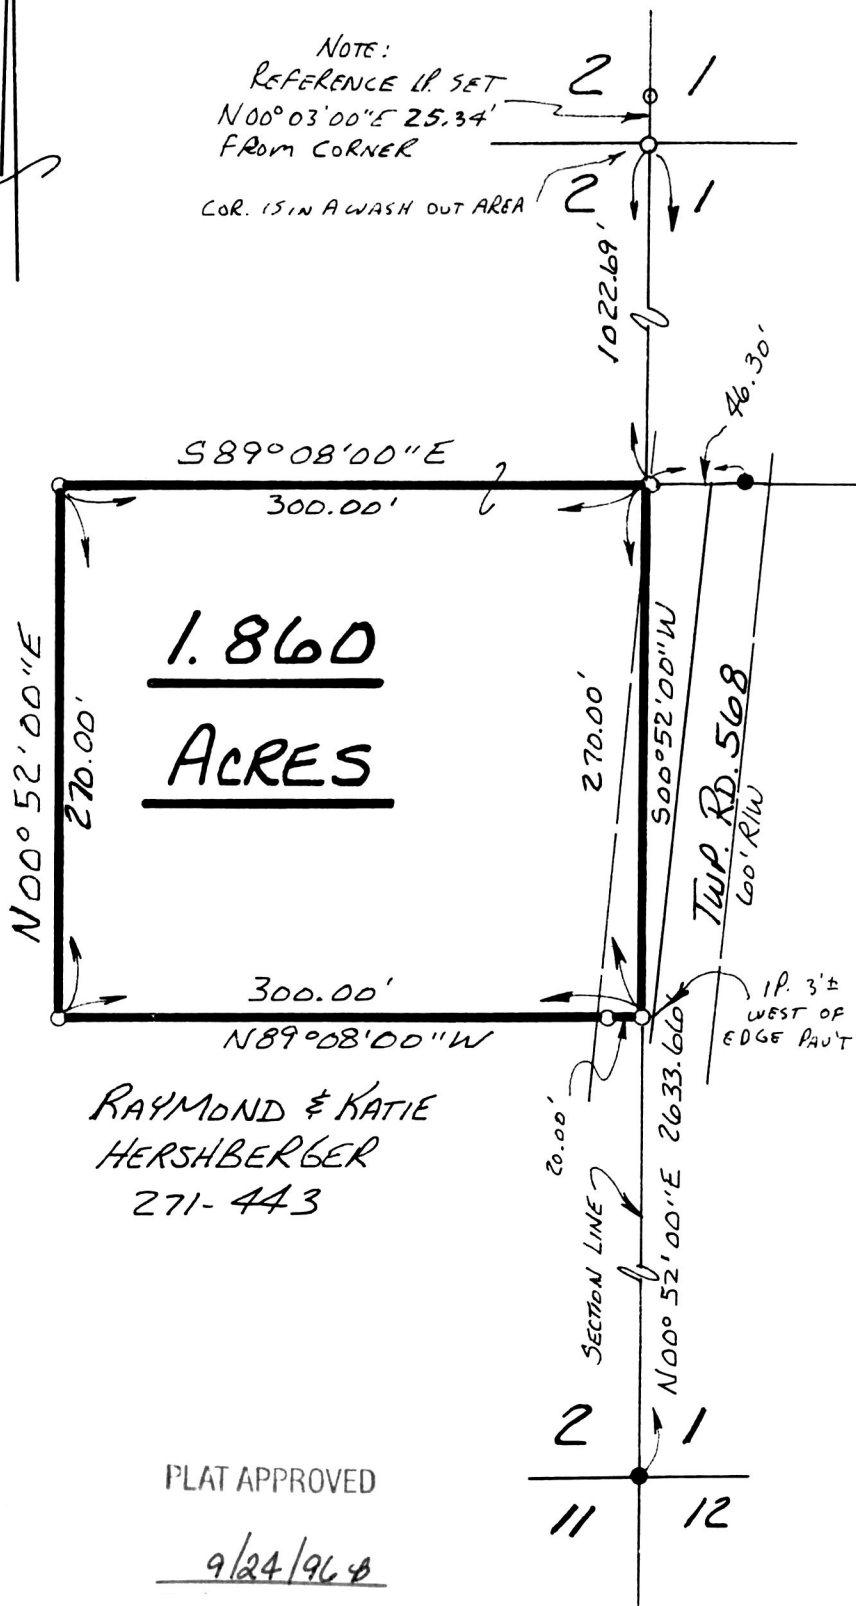 NOTE:
REFERENCE I.P. SET
N00°03'00"E 25.34'
FROM CORNER
COR. IS IN A WASH OUT AREA
2 1
2 1
1022.69'
46.30'
S89°08'00"E
300.00'
N00°52'00"E
270.00'
1.860
ACRES
270.00'
S00°52'00"W
TWP. RD. 568
60' R/W
300.00'
N89°08'00"W
I.P. 3'±
WEST OF
EDGE PAV'T
20.00'
RAYMOND & KATIE
HERSHBERGER
271-443
SECTION LINE
N00°52'00"E 2633.66'
2 1
11 12
PLAT APPROVED
9/24/96